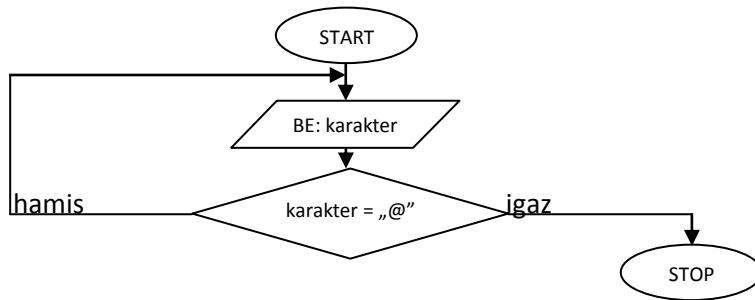 START
BE: karakter
hamis
karakter = „@”
igaz
STOP